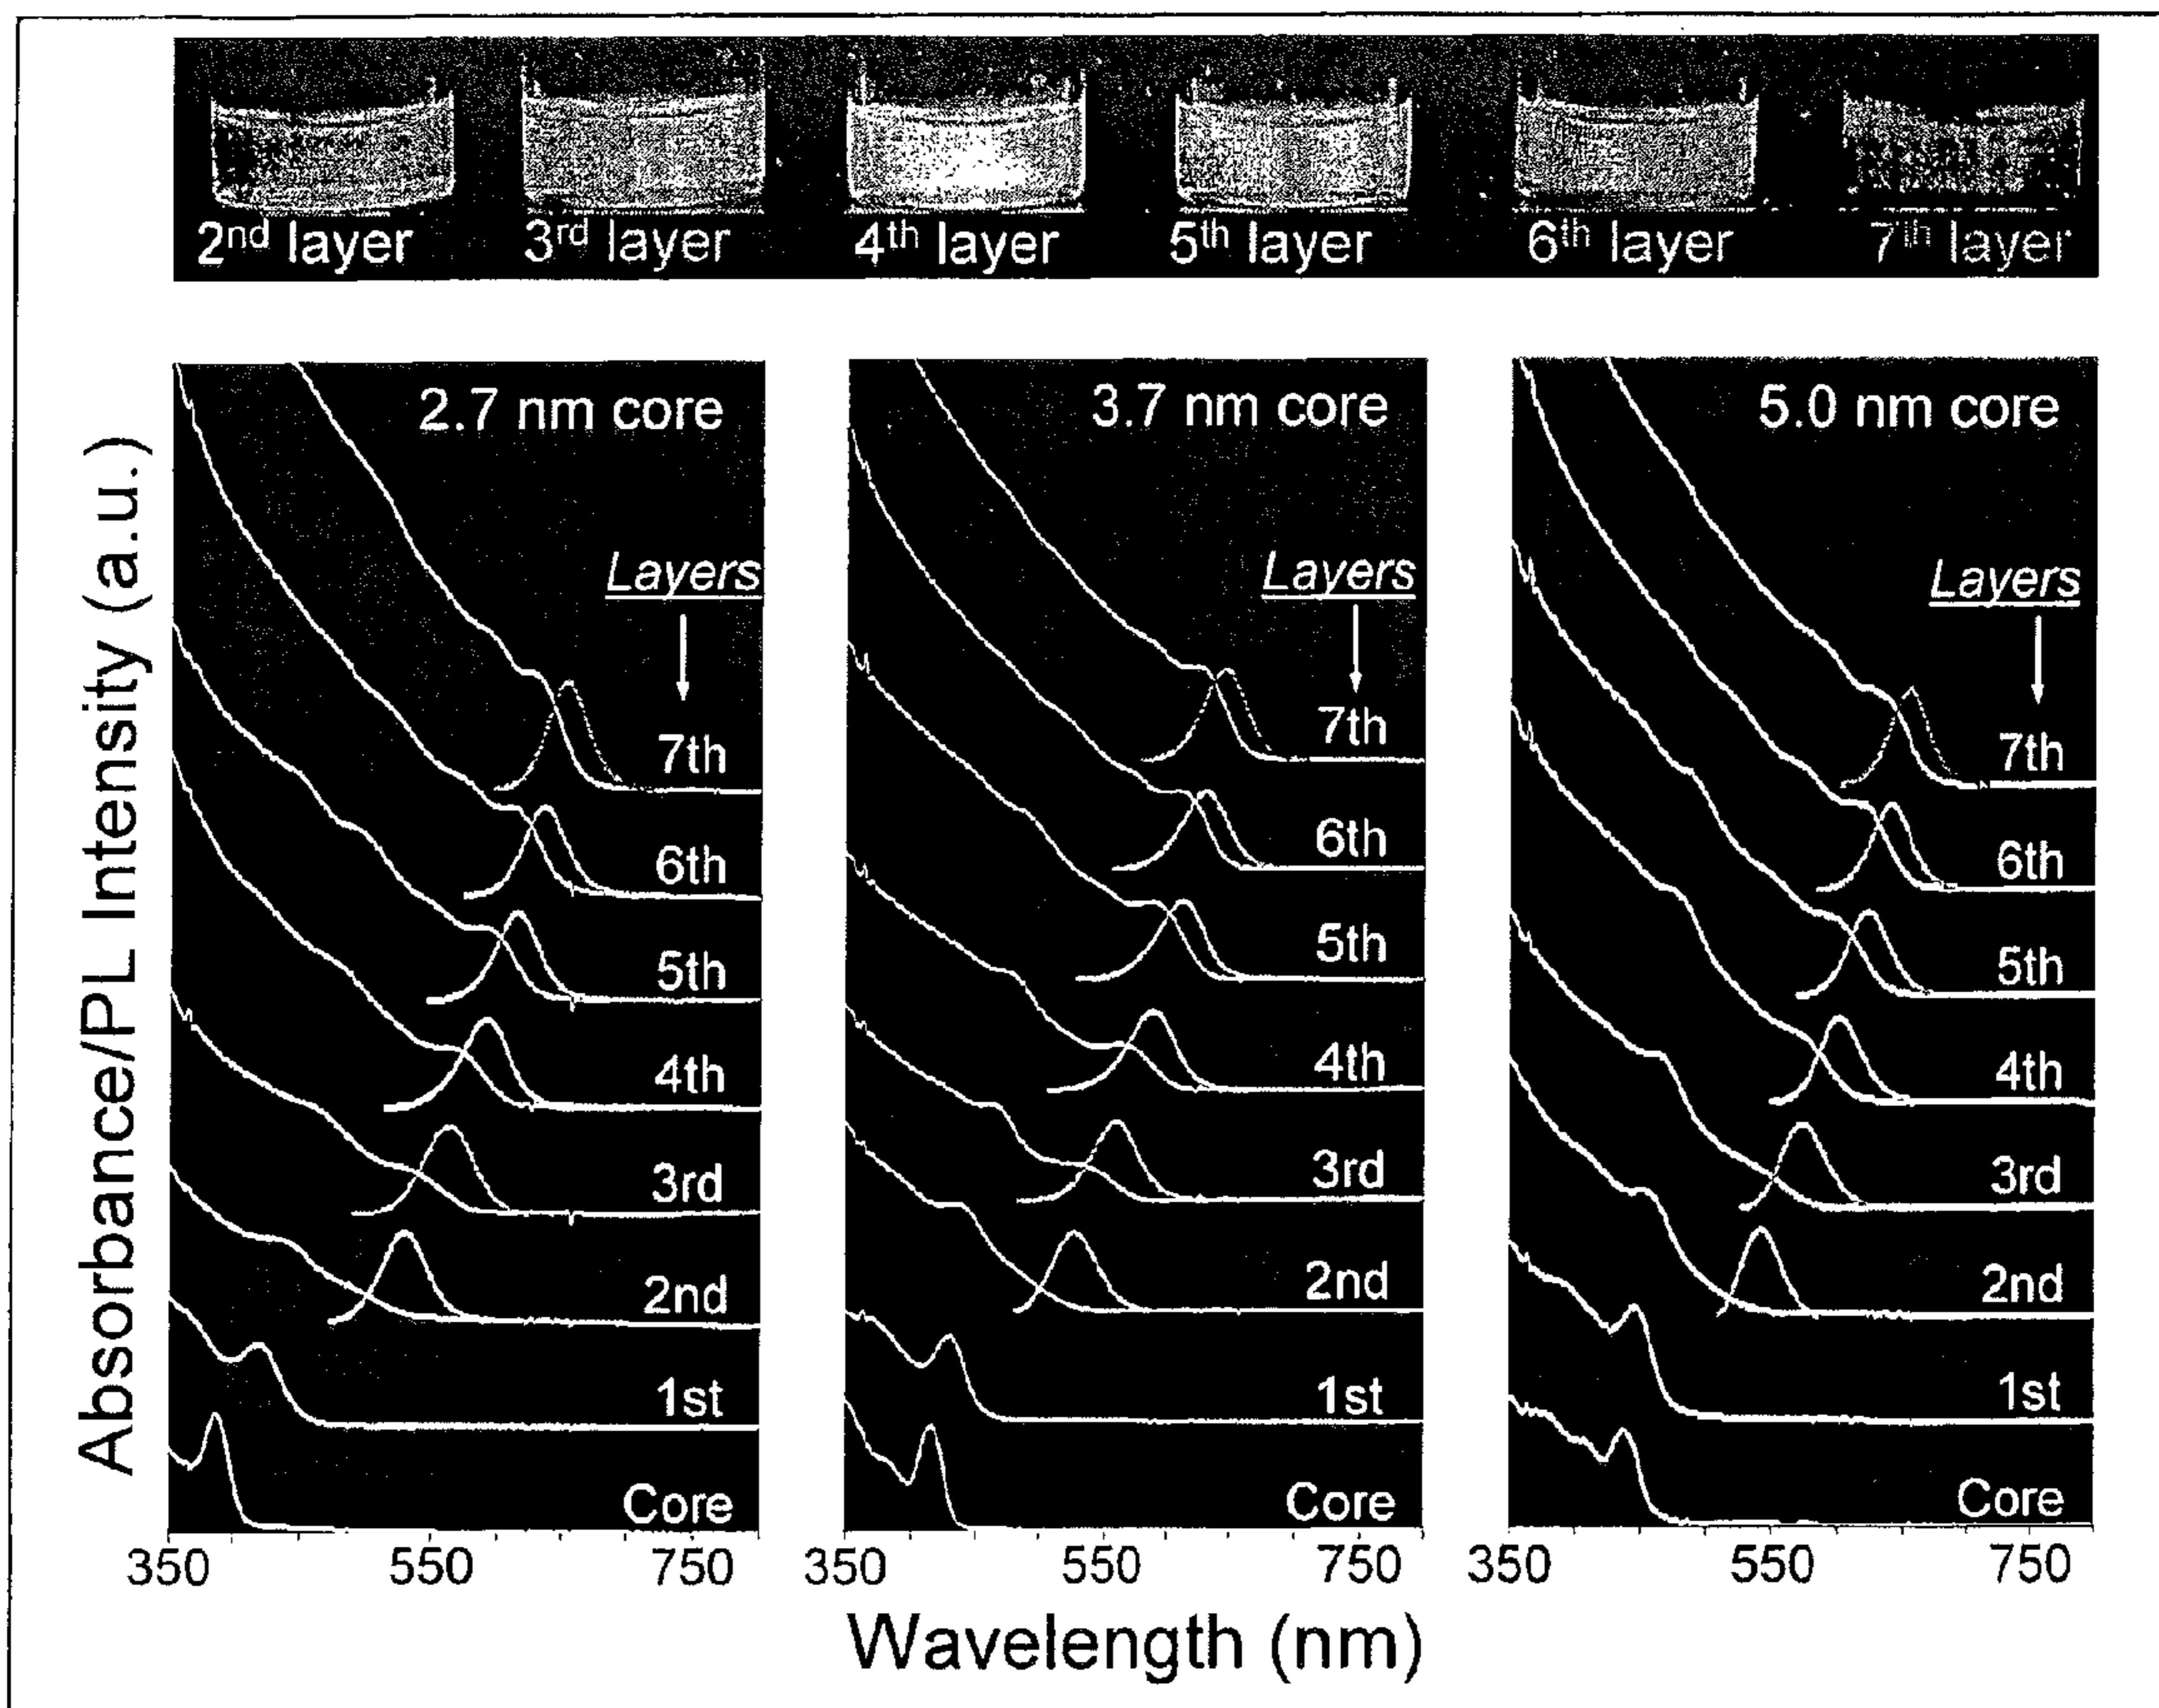 2nd layer 3rd layer 4th layer 5th layer 6th layer 7th layer
Absorbance/PL Intensity (a.u.)
2.7 nm core
Layers
7th
6th
5th
4th
3rd
2nd
1st
Core
350 550 750
3.7 nm core
Layers
7th
6th
5th
4th
3rd
2nd
1st
Core
350 550 750
5.0 nm core
Layers
7th
6th
5th
4th
3rd
2nd
1st
Core
350 550 750
Wavelength (nm)